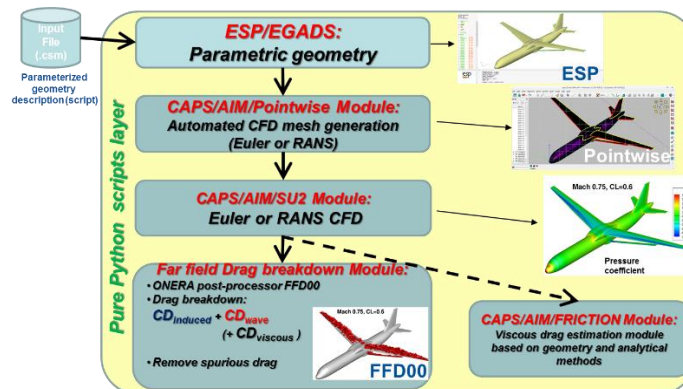 Input
File
(.csm)
Parameterized
geometry
description(script)
Pure Python scripts layer
ESP/EGADS:
Parametric geometry
ESP
CAPS/AIM/Pointwise Module:
Automated CFD mesh generation
(Euler or RANS)
Pointwise
CAPS/AIM/SU2 Module:
Euler or RANS CFD
Mach 0.75, CL=0.6
Pressure
coefficient
Far field Drag breakdown Module:
• ONERA post-processor FFD00
• Drag breakdown:
CDinduced + CDwave
(+ CDviscous )
• Remove spurious drag
Mach 0.75, CL=0.6
FFD00
CAPS/AIM/FRICTION Module:
Viscous drag estimation module
based on geometry and analytical
methods